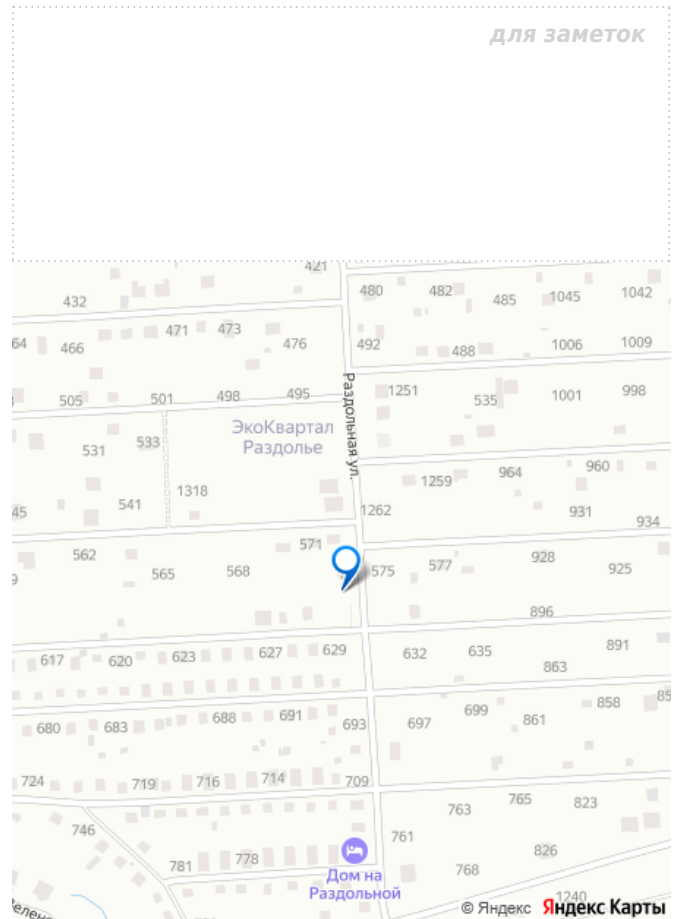 для заметок
421
480 482 485 1045 1042
432
471 473 476 492 488 1006 1009
64 466
505 501 498 495 1251 535 1001 998
Раздольная ул.
ЭкоКвартал
Раздолье
531 533
1259 964 960
45 541 1318 1262 931 934
562 565 568 571 575 577 928 925
9
896
617 620 623 627 629 632 635 863 891
680 683 688 691 693 697 699 861 858 85
724 719 716 714 709 763 765 823
746 781 778 761 768 826
Дом на
Раздольной
1240
Зелено
© Яндекс Яндекс Карты